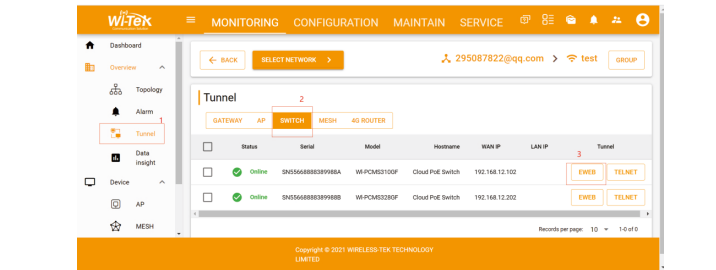 Wi-Tek
MONITORING CONFIGURATION MAINTAIN SERVICE
Dashboard
Overview
Topology
Alarm
1
Tunnel
Data
insight
Device
AP
MESH
BACK SELECT NETWORK 295087822@qq.com > test GROUP
Tunnel
2
GATEWAY AP SWITCH MESH 4G ROUTER
Status Serial Model Hostname WAN IP LAN IP Tunnel
3
Online SN55668888389988A WI-PCMS310GF Cloud PoE Switch 192.168.12.102 EWEB TELNET
Online SN55668888389988B WI-PCMS328GF Cloud PoE Switch 192.168.12.202 EWEB TELNET
Records per page: 10 1-0 of 0
Copyright © 2021 WIRELESS-TEK TECHNOLOGY
LIMITED